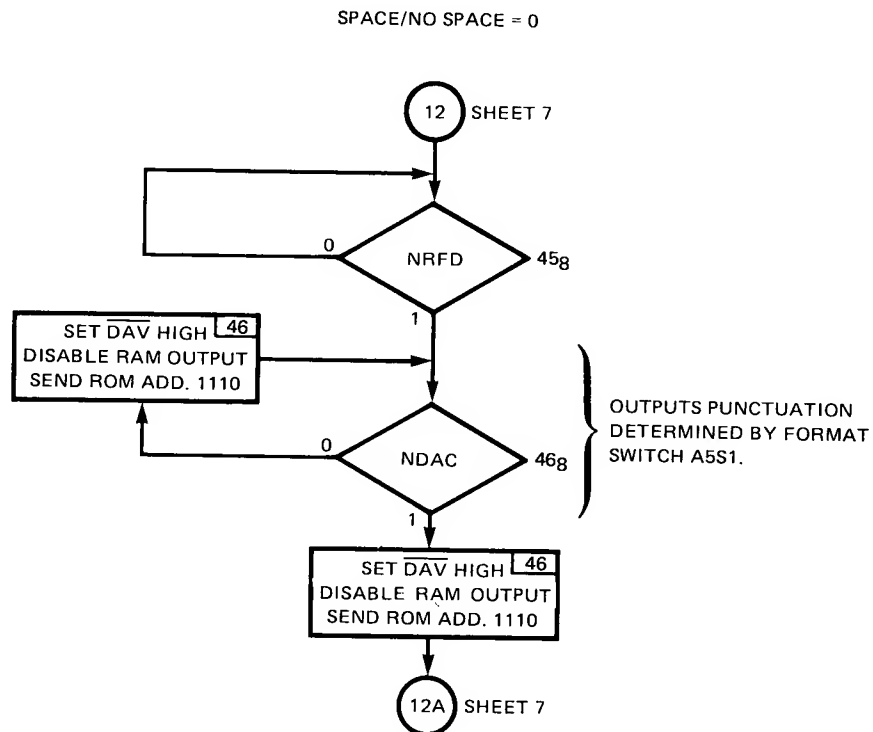 SPACE/NO SPACE = 0
12 SHEET 7
0
NRFD
45₈
1
SET D̅A̅V̅ HIGH 46
DISABLE RAM OUTPUT
SEND ROM ADD. 1110
0
NDAC
46₈
OUTPUTS PUNCTUATION
DETERMINED BY FORMAT
SWITCH A5S1.
1
SET D̅A̅V̅ HIGH 46
DISABLE RAM OUTPUT
SEND ROM ADD. 1110
12A SHEET 7